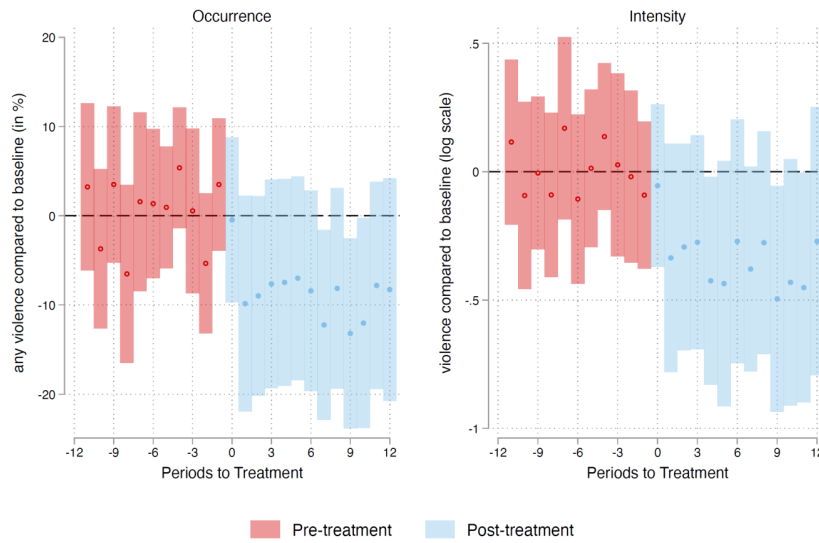 Occurrence
any violence compared to baseline (in %)
20
10
0
-10
-20
-12 -9 -6 -3 0 3 6 9 12
Periods to Treatment
Intensity
violence compared to baseline (log scale)
.5
0
-.5
-1
-12 -9 -6 -3 0 3 6 9 12
Periods to Treatment
Pre-treatment Post-treatment